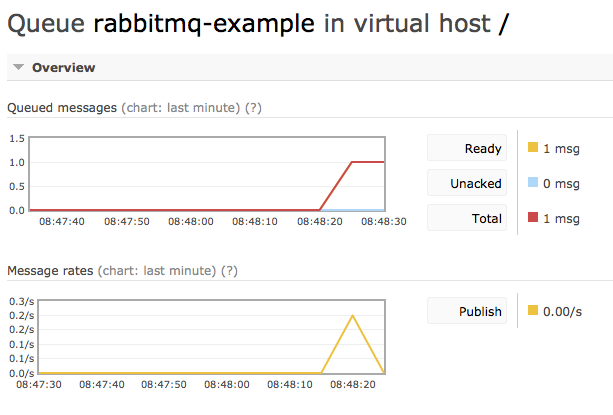 Queue rabbitmq-example in virtual host /
Overview
Queued messages (chart: last minute) (?)
1.5
1.0
0.5
0.0
08:47:40 08:47:50 08:48:00 08:48:10 08:48:20 08:48:30
Ready 1 msg
Unacked 0 msg
Total 1 msg
Message rates (chart: last minute) (?)
0.3/s
0.2/s
0.2/s
0.1/s
0.1/s
0.0/s
08:47:30 08:47:40 08:47:50 08:48:00 08:48:10 08:48:20
Publish 0.00/s